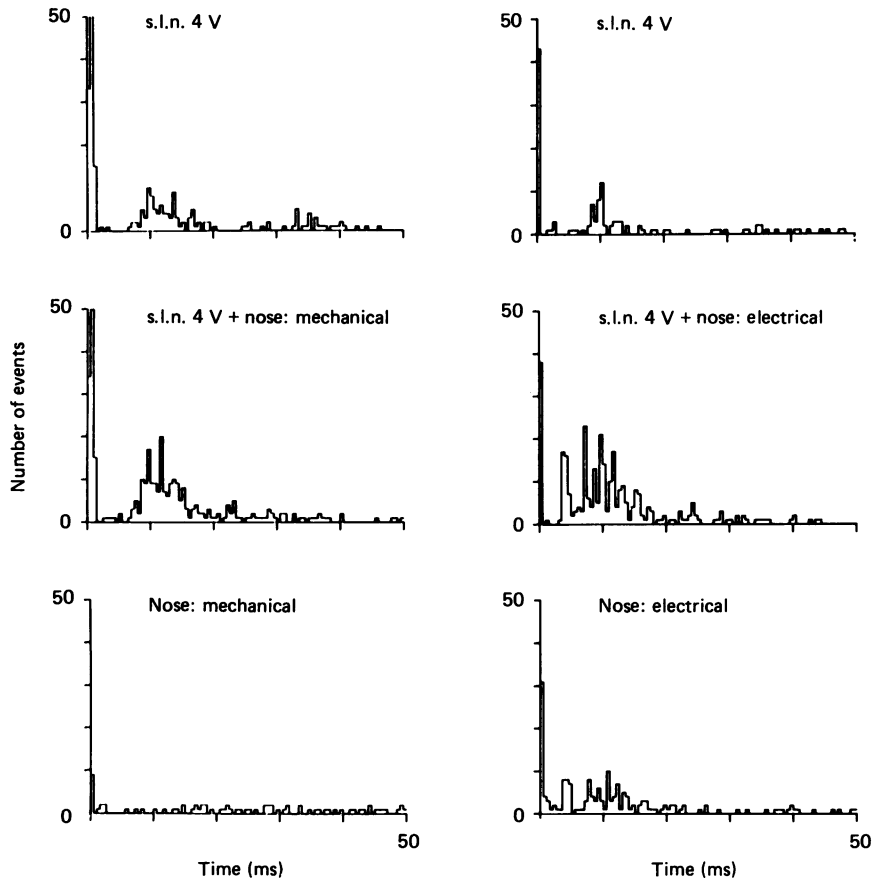 50
s.l.n. 4 V
0
50
s.l.n. 4 V
0
50
s.l.n. 4 V + nose: mechanical
0
50
s.l.n. 4 V + nose: electrical
0
Number of events
50
Nose: mechanical
0
50
Time (ms)
50
Nose: electrical
0
50
Time (ms)